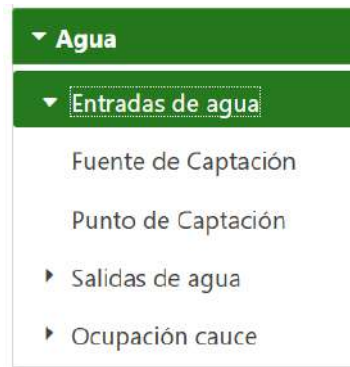 Agua
Entradas de agua
Fuente de Captación
Punto de Captación
Salidas de agua
Ocupación cauce